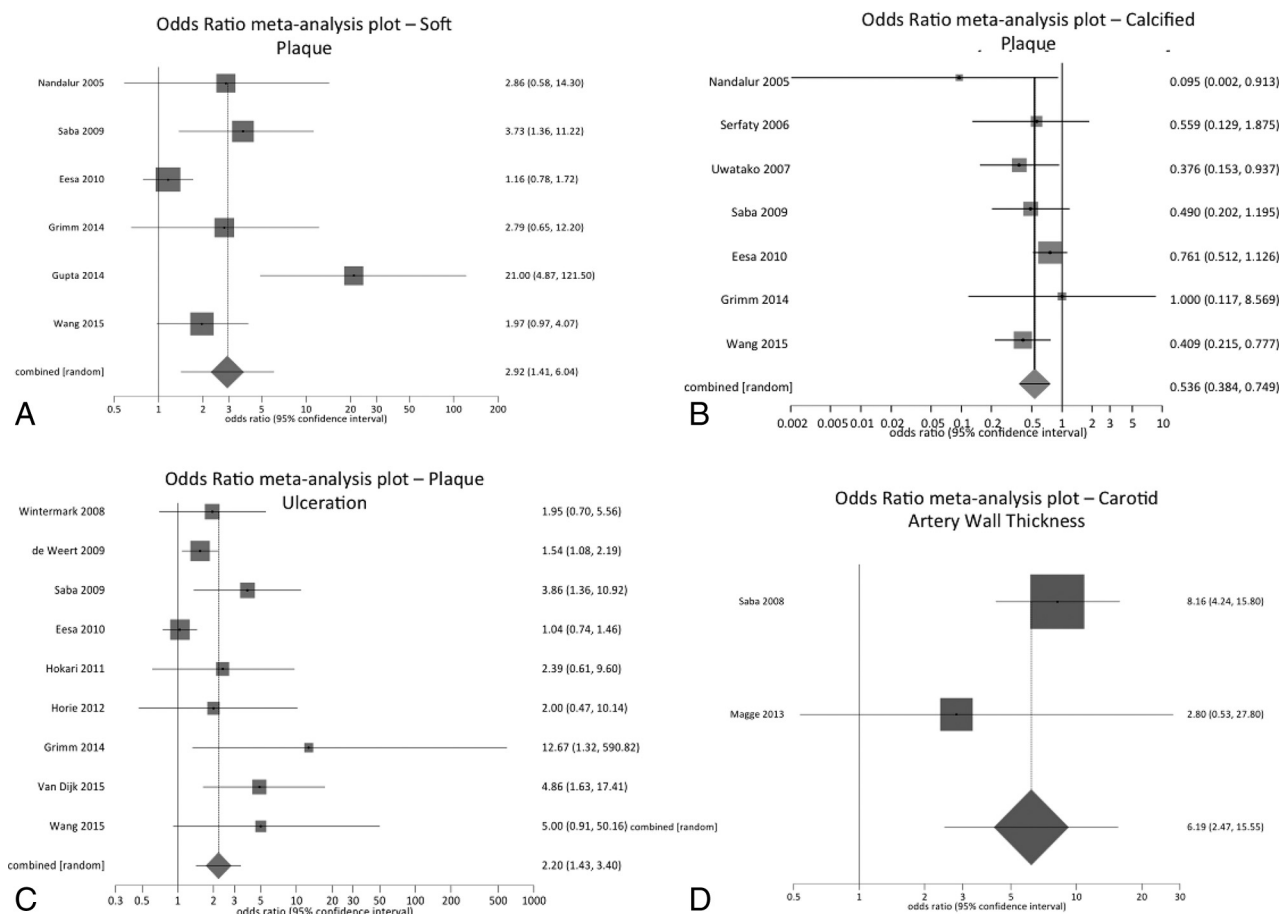 Odds Ratio meta-analysis plot – Soft
Plaque
Nandalur 2005 2.86 (0.58, 14.30)
Saba 2009 3.73 (1.36, 11.22)
Eesa 2010 1.16 (0.78, 1.72)
Grimm 2014 2.79 (0.65, 12.20)
Gupta 2014 21.00 (4.87, 121.50)
Wang 2015 1.97 (0.97, 4.07)
combined [random] 2.92 (1.41, 6.04)
0.5 1 2 3 5 10 20 50 100 200
odds ratio (95% confidence interval)
A
Odds Ratio meta-analysis plot – Calcified
Plaque
Nandalur 2005 0.095 (0.002, 0.913)
Serfaty 2006 0.559 (0.129, 1.875)
Uwatako 2007 0.376 (0.153, 0.937)
Saba 2009 0.490 (0.202, 1.195)
Eesa 2010 0.761 (0.512, 1.126)
Grimm 2014 1.000 (0.117, 8.569)
Wang 2015 0.409 (0.215, 0.777)
combined [random] 0.536 (0.384, 0.749)
0.002 0.005 0.01 0.02 0.05 0.1 0.2 0.5 1 2 3 5 10
odds ratio (95% confidence interval)
B
Odds Ratio meta-analysis plot – Plaque
Ulceration
Wintermark 2008 1.95 (0.70, 5.56)
de Weert 2009 1.54 (1.08, 2.19)
Saba 2009 3.86 (1.36, 10.92)
Eesa 2010 1.04 (0.74, 1.46)
Hokari 2011 2.39 (0.61, 9.60)
Horie 2012 2.00 (0.47, 10.14)
Grimm 2014 12.67 (1.32, 590.82)
Van Dijk 2015 4.86 (1.63, 17.41)
Wang 2015 5.00 (0.91, 50.16)
combined [random] 2.20 (1.43, 3.40)
0.3 0.5 1 2 3 5 10 20 30 50 100 200 1000
odds ratio (95% confidence interval)
C
Odds Ratio meta-analysis plot – Carotid
Artery Wall Thickness
Saba 2008 8.16 (4.24, 15.80)
Magge 2013 2.80 (0.53, 27.80)
combined [random] 6.19 (2.47, 15.55)
0.5 1 2 3 5 10 20 30
odds ratio (95% confidence interval)
D